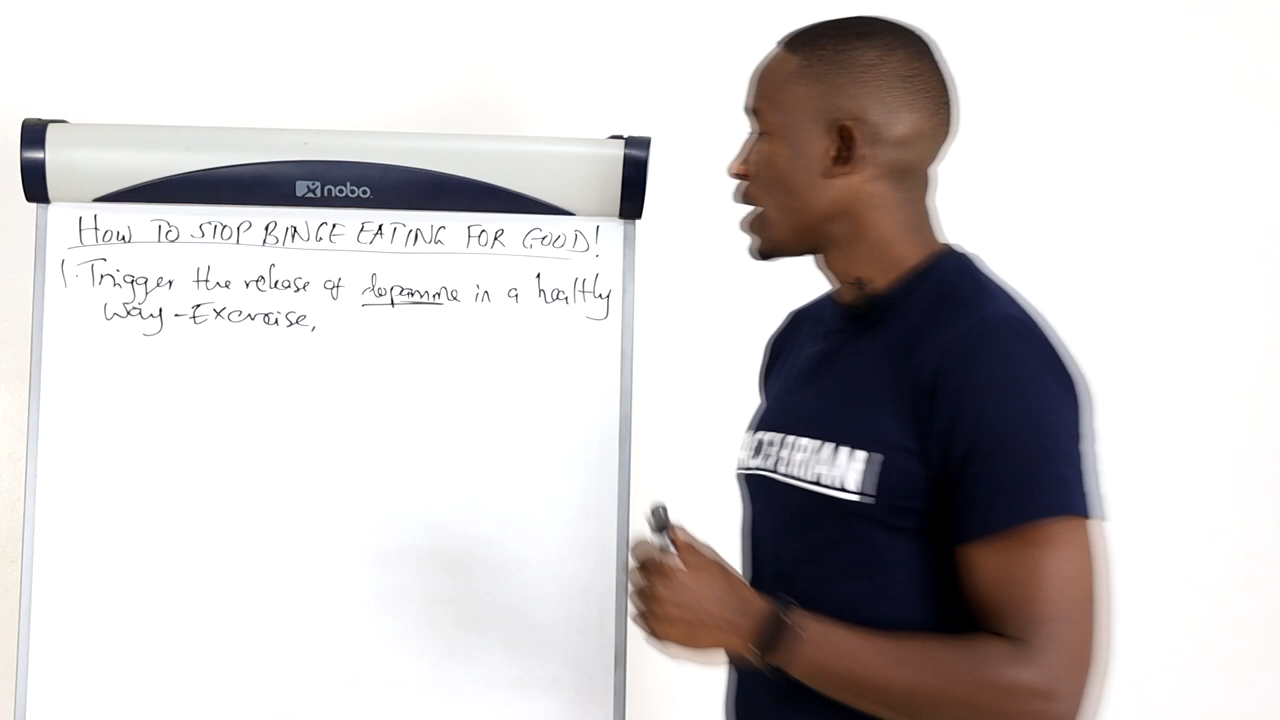 nobo
HOW TO STOP BINGE EATING FOR GOOD!
1. Trigger the release of dopamine in a healthy
way - Exercise,